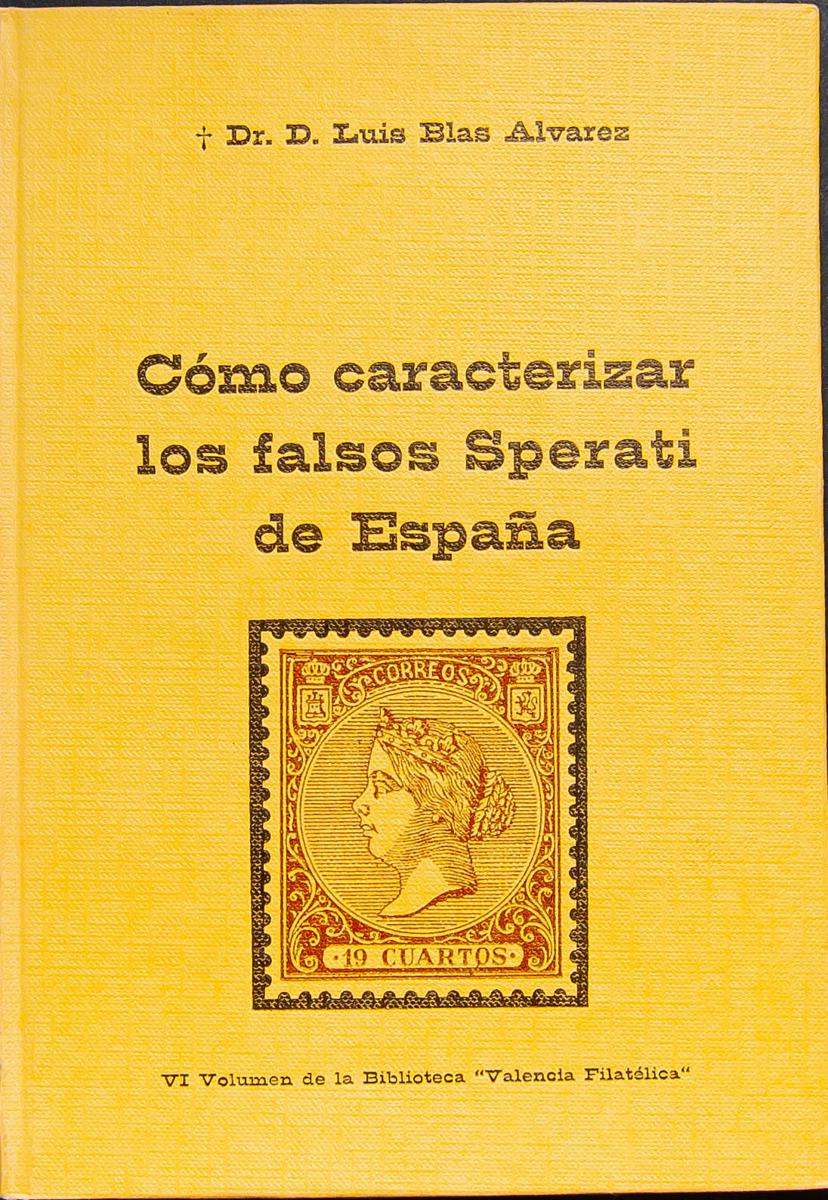 † Dr. D. Luis Blas Alvarez
Cómo caracterizar
los falsos Sperati
de España
CORREOS
·19 CUARTOS·
VI Volumen de la Biblioteca "Valencia Filatélica"